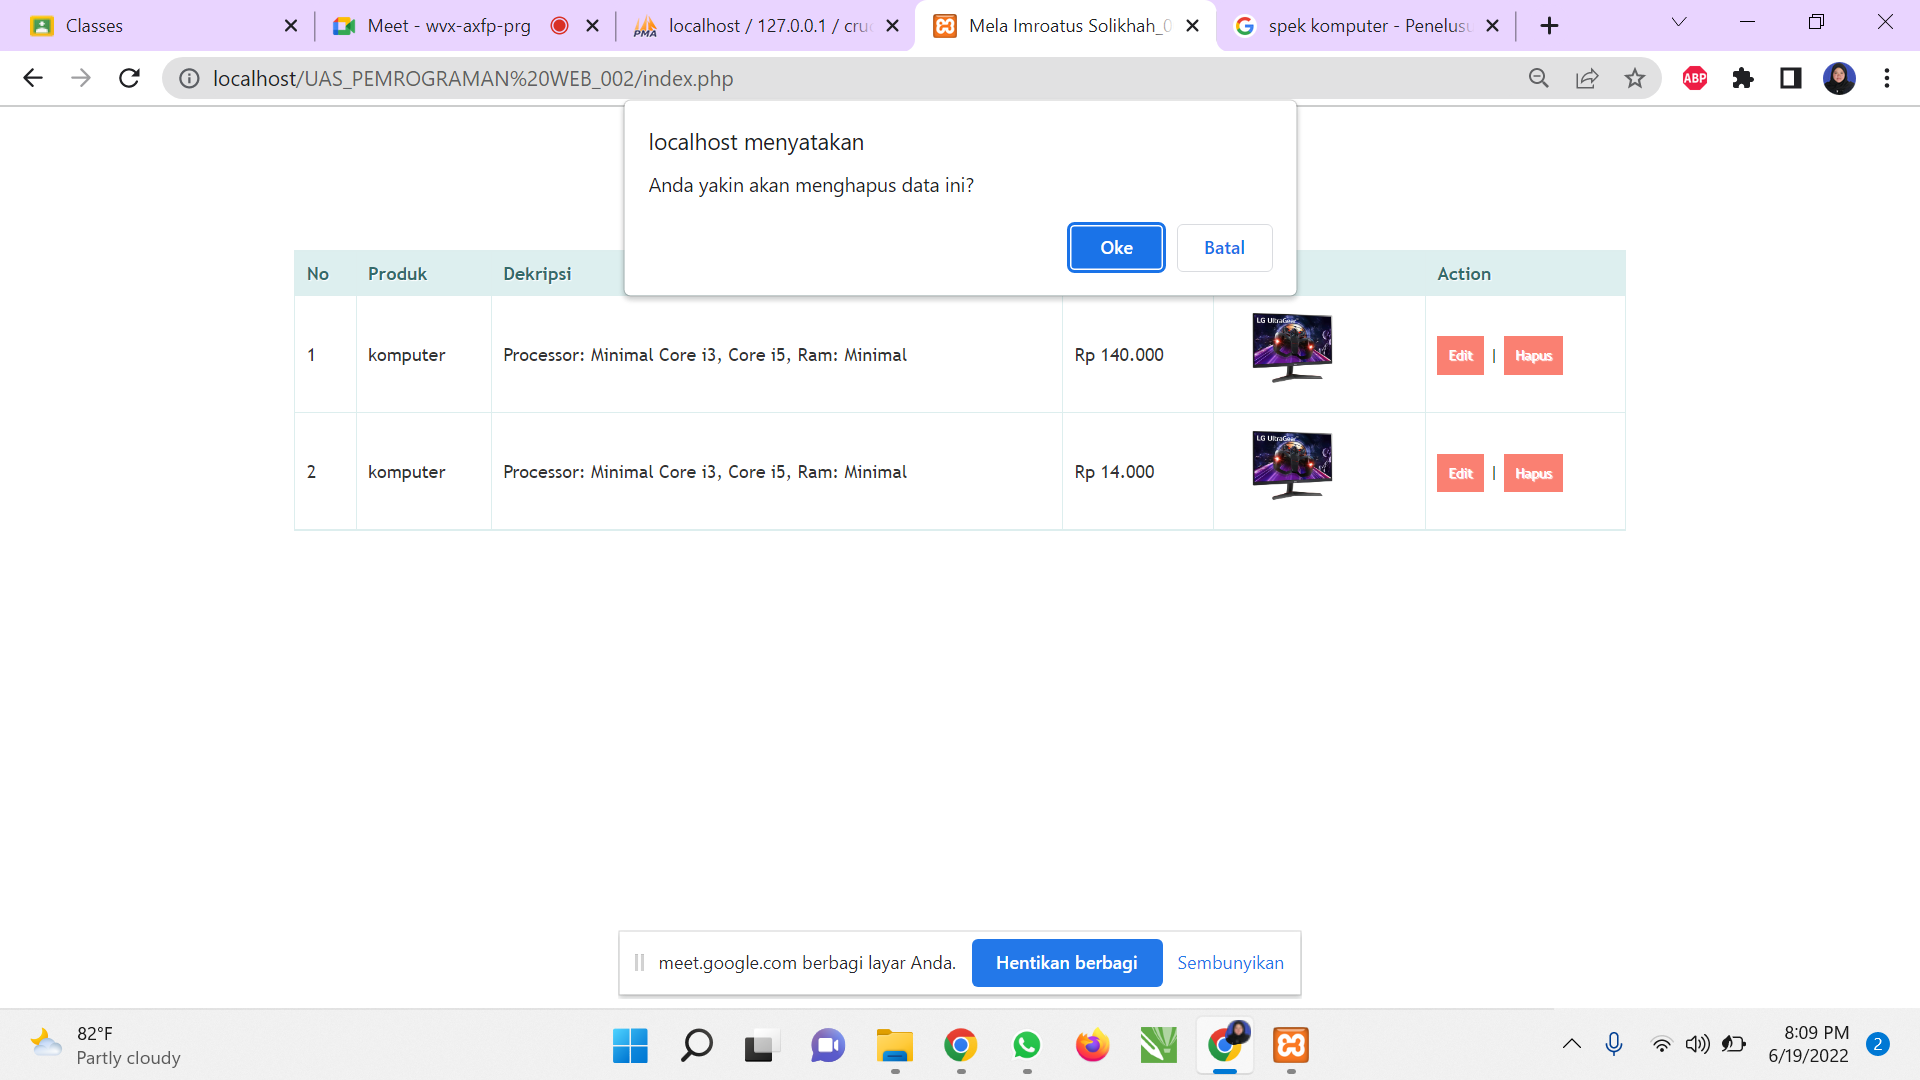 Classes
Meet - wvx-axfp-prg
localhost / 127.0.0.1 / cru
Mela Imroatus Solikhah_0
spek komputer - Penelusu
localhost/UAS_PEMROGRAMAN%20WEB_002/index.php
ABP
localhost menyatakan
Anda yakin akan menghapus data ini?
Oke
Batal
No
Produk
Dekripsi
Action
1
komputer
Processor: Minimal Core i3, Core i5, Ram: Minimal
Rp 140.000
LG UltraGear
Edit | Hapus
2
komputer
Processor: Minimal Core i3, Core i5, Ram: Minimal
Rp 14.000
LG UltraGear
Edit | Hapus
meet.google.com berbagi layar Anda.
Hentikan berbagi
Sembunyikan
82°F
Partly cloudy
8:09 PM
6/19/2022
2
PMA